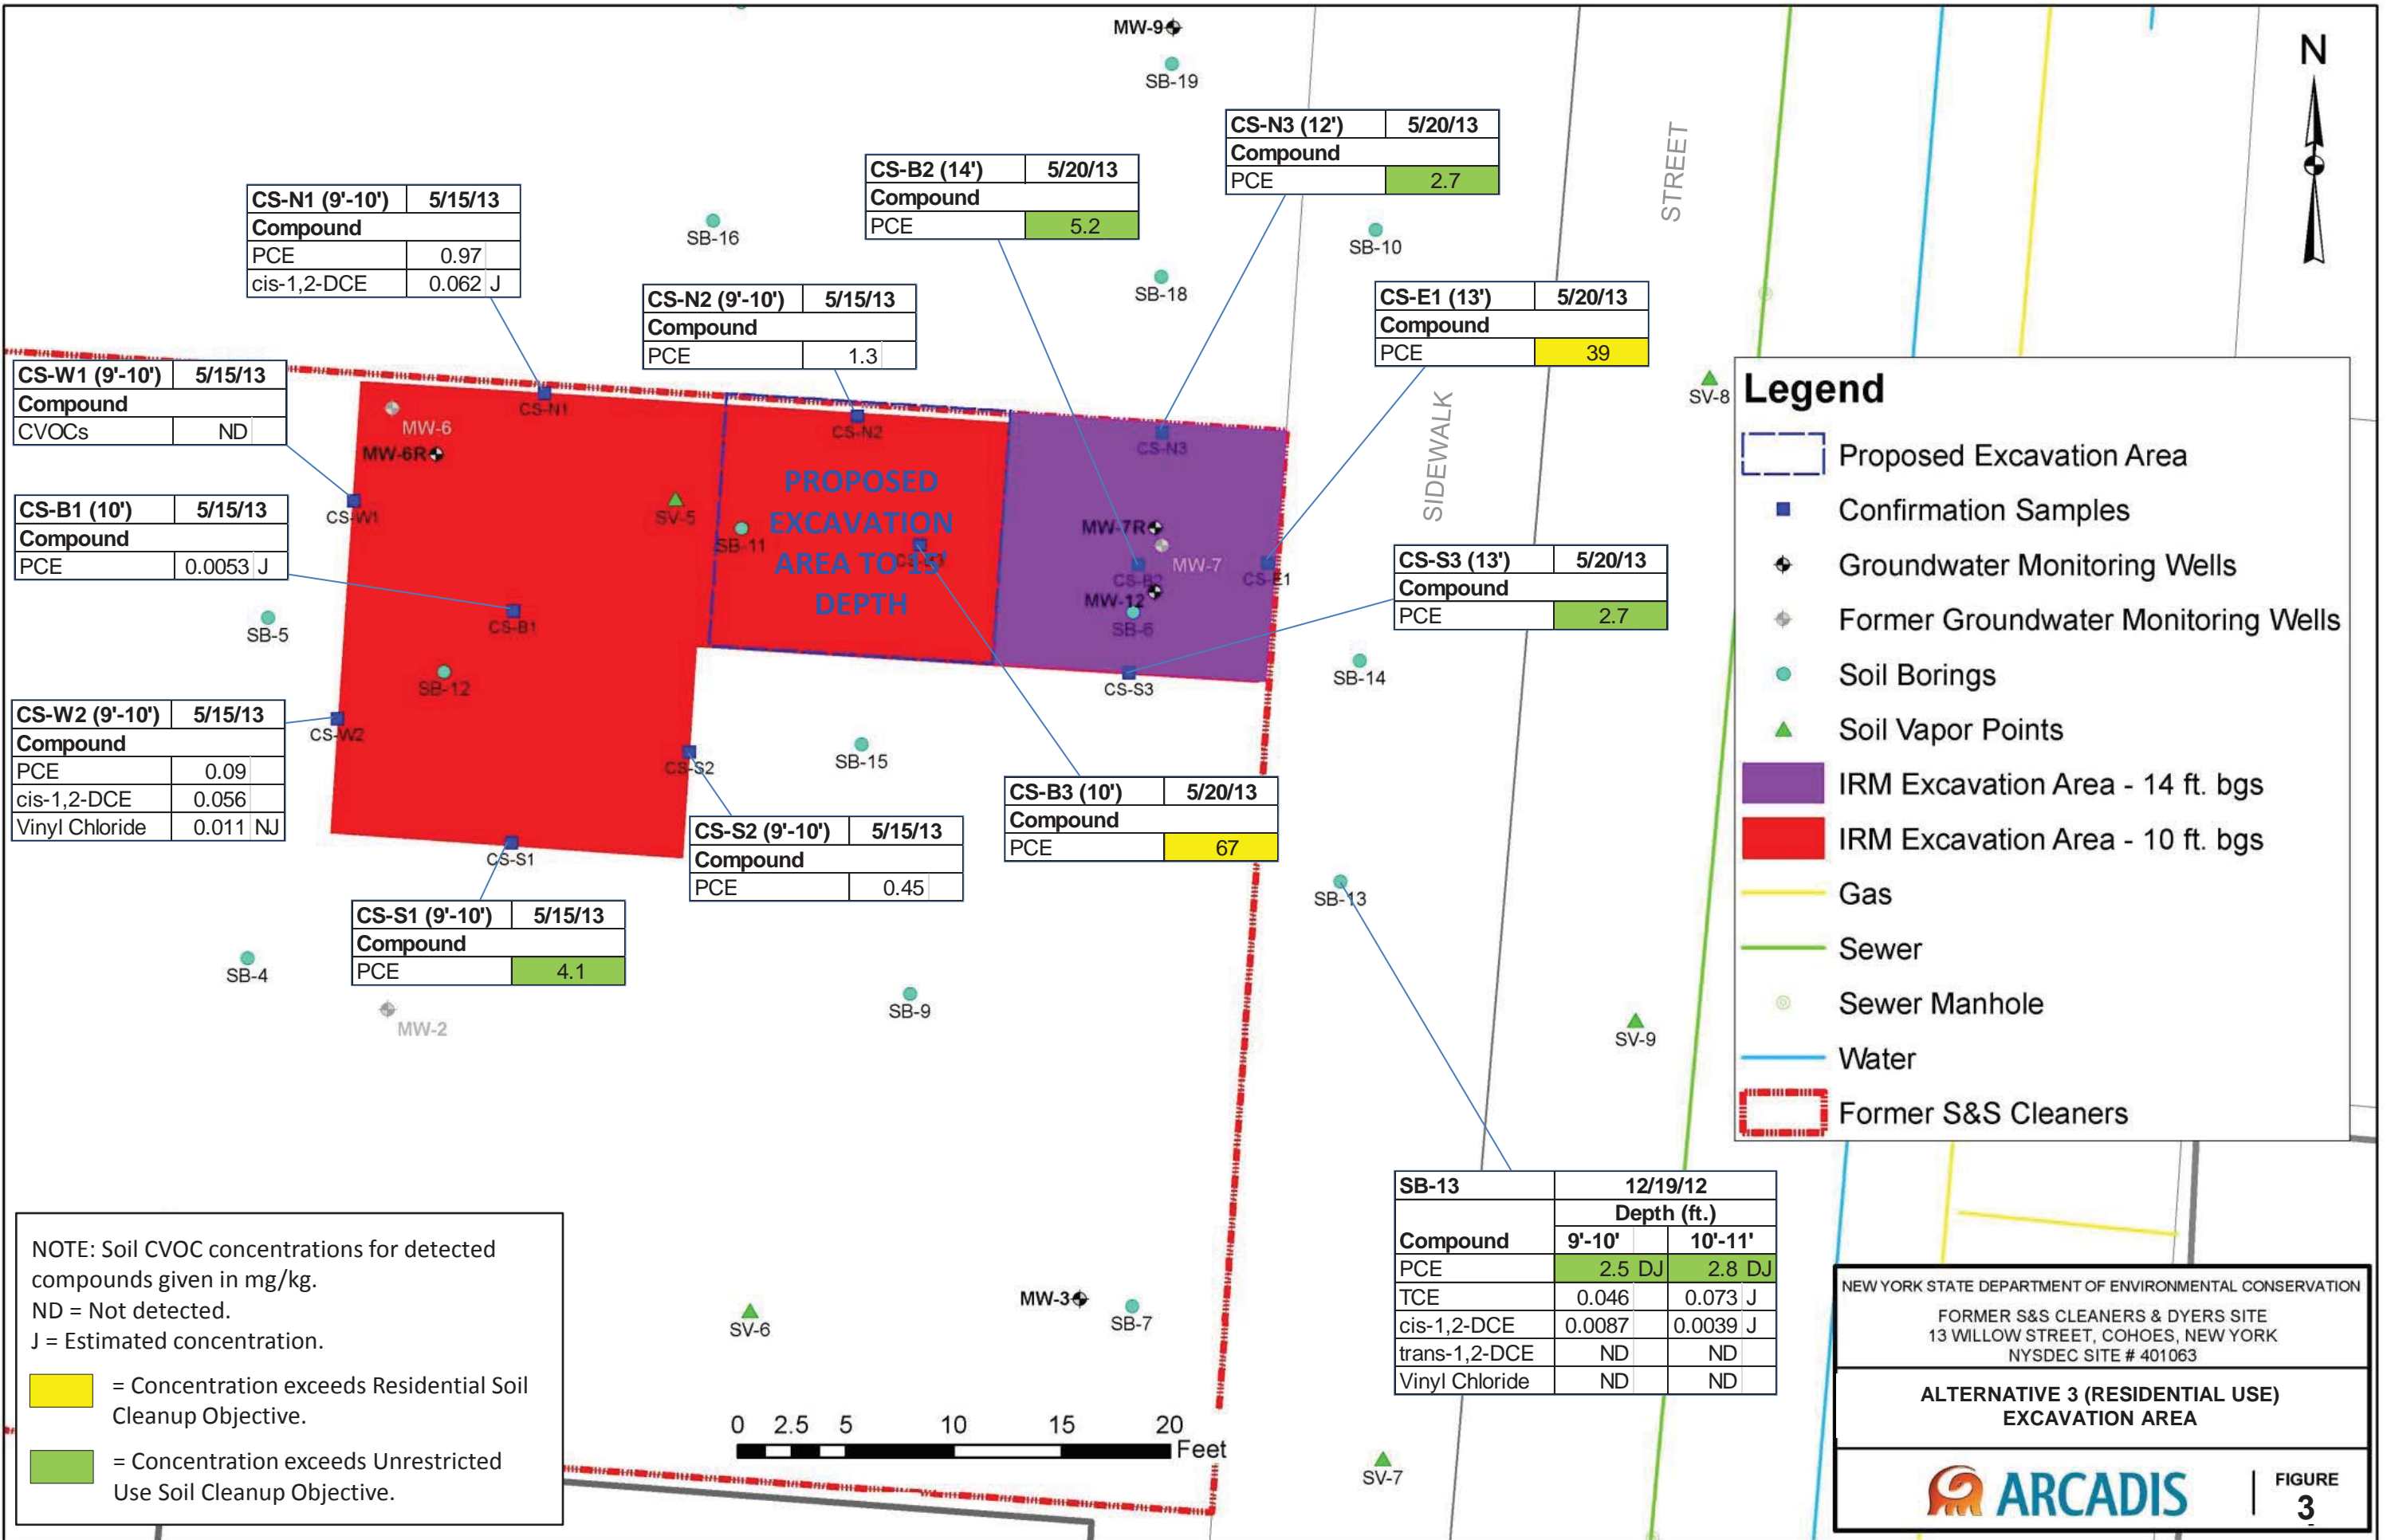 MW-9
SB-19
N
CS-N3 (12') 5/20/13
Compound
PCE 2.7
STREET
CS-B2 (14') 5/20/13
Compound
PCE 5.2
CS-N1 (9'-10') 5/15/13
Compound
PCE 0.97
cis-1,2-DCE 0.062 J
SB-16
SB-10
SB-18
CS-N2 (9'-10') 5/15/13
Compound
PCE 1.3
CS-E1 (13') 5/20/13
Compound
PCE 39
CS-W1 (9'-10') 5/15/13
Compound
CVOCs ND
CS-N1
MW-6
MW-6R
CS-N2
CS-N3
SIDEWALK
SV-8
CS-B1 (10') 5/15/13
Compound
PCE 0.0053 J
CS-W1
SV-5
SB-11
PROPOSED
EXCAVATION
AREA TO 15'
DEPTH
MW-7R
MW-7
CS-B2
CS-E1
MW-12
SB-6
CS-S3 (13') 5/20/13
Compound
PCE 2.7
SB-5
CS-B1
SB-12
CS-S3
SB-14
CS-W2 (9'-10') 5/15/13
Compound
PCE 0.09
cis-1,2-DCE 0.056
Vinyl Chloride 0.011 NJ
CS-W2
CS-S2
SB-15
CS-B3 (10') 5/20/13
Compound
PCE 67
CS-S2 (9'-10') 5/15/13
Compound
PCE 0.45
CS-S1
CS-S1 (9'-10') 5/15/13
Compound
PCE 4.1
SB-13
SB-4
MW-2
SB-9
SV-9
Legend
Proposed Excavation Area
Confirmation Samples
Groundwater Monitoring Wells
Former Groundwater Monitoring Wells
Soil Borings
Soil Vapor Points
IRM Excavation Area - 14 ft. bgs
IRM Excavation Area - 10 ft. bgs
Gas
Sewer
Sewer Manhole
Water
Former S&S Cleaners
SB-13 12/19/12
Depth (ft.)
Compound 9'-10' 10'-11'
PCE 2.5 DJ 2.8 DJ
TCE 0.046 0.073 J
cis-1,2-DCE 0.0087 0.0039 J
trans-1,2-DCE ND ND
Vinyl Chloride ND ND
NOTE: Soil CVOC concentrations for detected
compounds given in mg/kg.
ND = Not detected.
J = Estimated concentration.
= Concentration exceeds Residential Soil
Cleanup Objective.
= Concentration exceeds Unrestricted
Use Soil Cleanup Objective.
SV-6
MW-3
SB-7
SV-7
0 2.5 5 10 15 20
Feet
NEW YORK STATE DEPARTMENT OF ENVIRONMENTAL CONSERVATION
FORMER S&S CLEANERS & DYERS SITE
13 WILLOW STREET, COHOES, NEW YORK
NYSDEC SITE # 401063
ALTERNATIVE 3 (RESIDENTIAL USE)
EXCAVATION AREA
ARCADIS
FIGURE
3